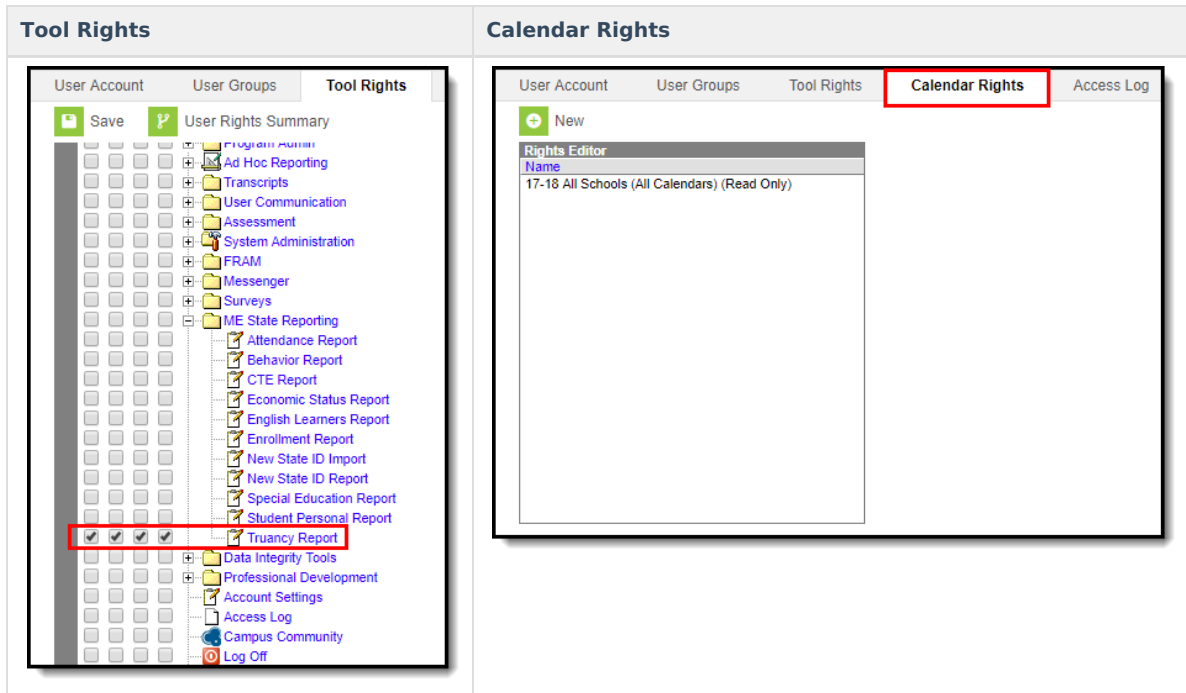 Tool Rights
User Account User Groups Tool Rights
Save User Rights Summary
Program Admin
Ad Hoc Reporting
Transcripts
User Communication
Assessment
System Administration
FRAM
Messenger
Surveys
ME State Reporting
Attendance Report
Behavior Report
CTE Report
Economic Status Report
English Learners Report
Enrollment Report
New State ID Import
New State ID Report
Special Education Report
Student Personal Report
Truancy Report
Data Integrity Tools
Professional Development
Account Settings
Access Log
Campus Community
Log Off
Calendar Rights
User Account User Groups Tool Rights Calendar Rights Access Log
New
Rights Editor
Name
17-18 All Schools (All Calendars) (Read Only)